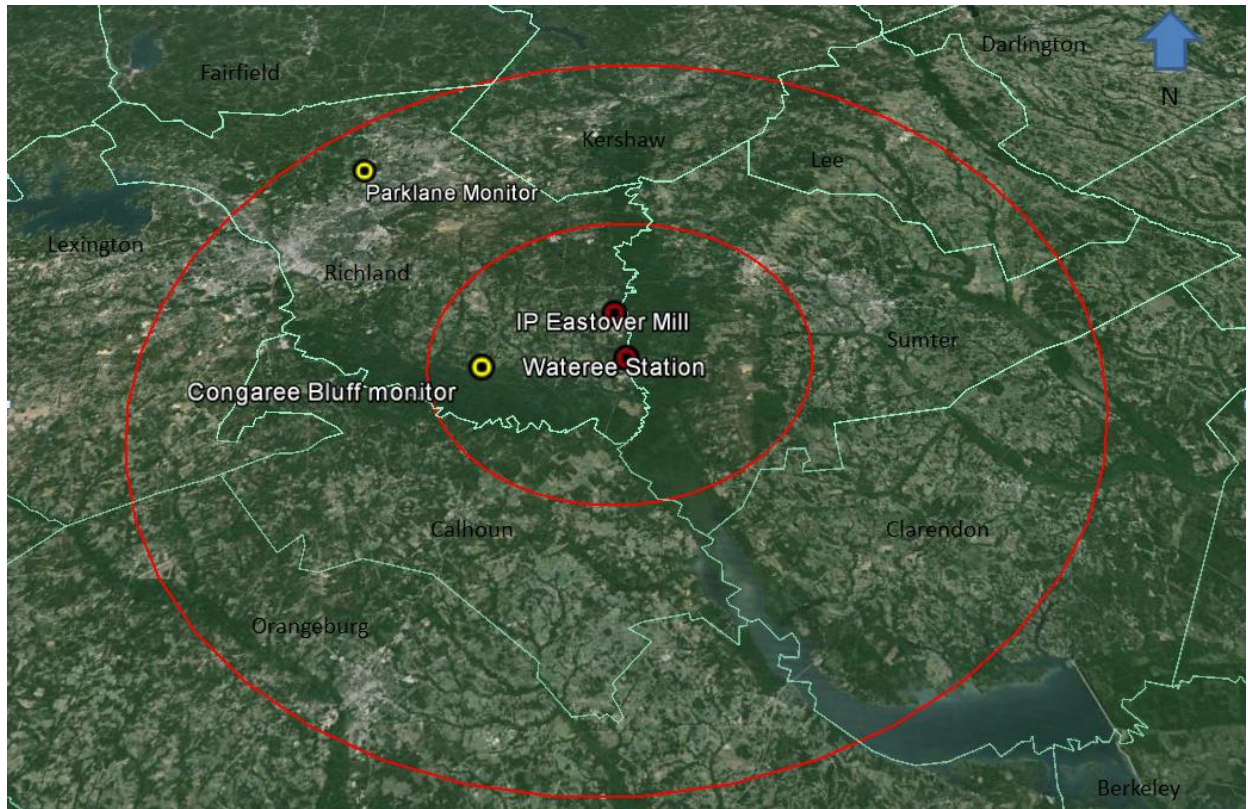 Darlington
Fairfield
N
Kershaw
Lee
Parklane Monitor
Lexington
Richland
IP Eastover Mill
Sumter
Wateree Station
Congaree Bluff monitor
Calhoun
Clarendon
Orangeburg
Berkeley